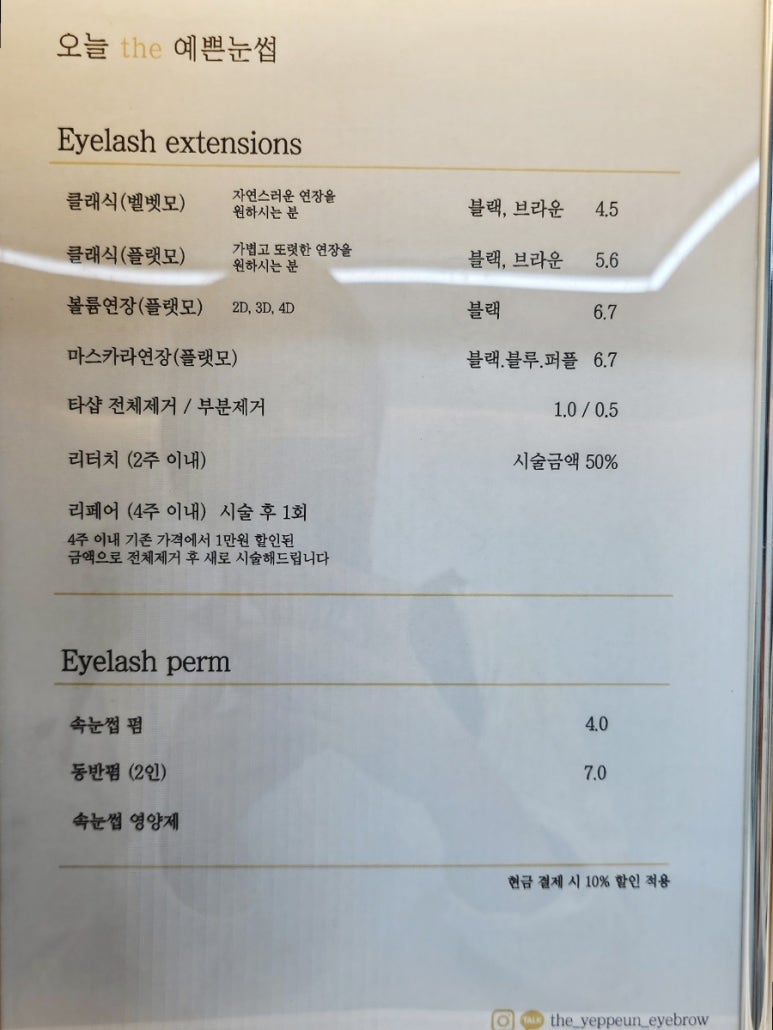 오늘 the 예쁜눈썹
Eyelash extensions
클래식(벨벳모) 자연스러운 연장을 원하시는 분 블랙, 브라운 4.5
클래식(플랫모) 가볍고 또렷한 연장을 원하시는 분 블랙, 브라운 5.6
볼륨연장(플랫모) 2D, 3D, 4D 블랙 6.7
마스카라연장(플랫모) 블랙.블루.퍼플 6.7
타샵 전체제거 / 부분제거 1.0 / 0.5
리터치 (2주 이내) 시술금액 50%
리페어 (4주 이내) 시술 후 1회
4주 이내 기존 가격에서 1만원 할인된
금액으로 전체제거 후 새로 시술해드립니다
Eyelash perm
속눈썹 펌 4.0
동반펌 (2인) 7.0
속눈썹 영양제
현금 결제 시 10% 할인 적용
TALK the_yeppeun_eyebrow